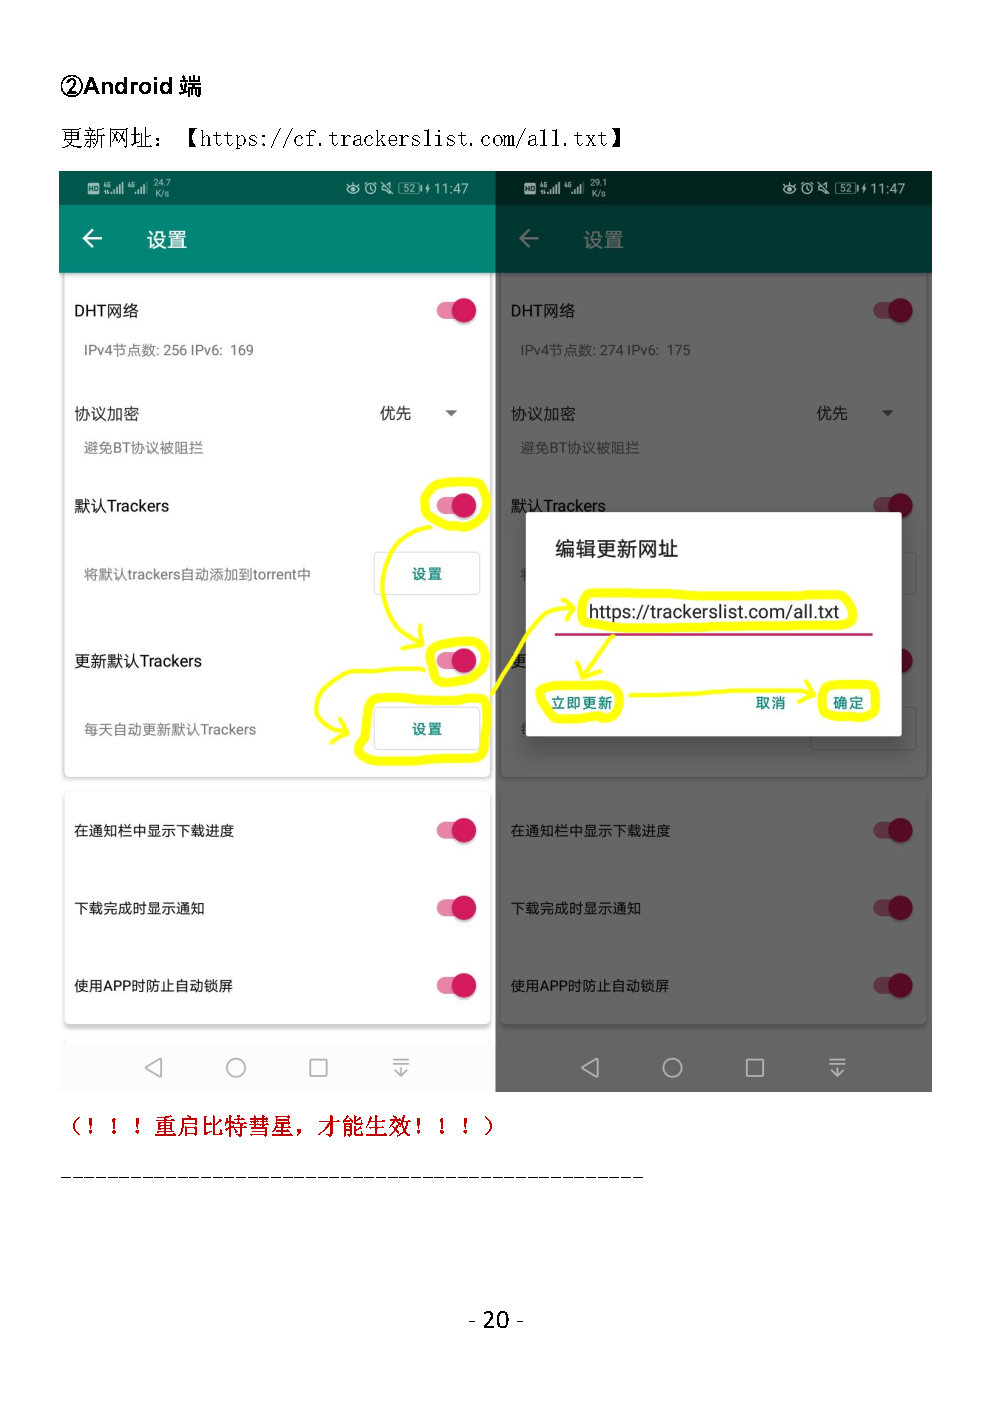 ②Android 端
更新网址：【https://cf.trackerslist.com/all.txt】
HD 4G 4G 24.7 K/s 52 11:47
设置
DHT网络
IPv4节点数: 256 IPv6: 169
协议加密 优先
避免BT协议被阻拦
默认Trackers
将默认trackers自动添加到torrent中 设置
更新默认Trackers
每天自动更新默认Trackers 设置
在通知栏中显示下载进度
下载完成时显示通知
使用APP时防止自动锁屏
HD 4G 4G 29.1 K/s 52 11:47
设置
DHT网络
IPv4节点数: 274 IPv6: 175
协议加密 优先
避免BT协议被阻拦
默认Trackers
编辑更新网址
https://trackerslist.com/all.txt
立即更新 取消 确定
在通知栏中显示下载进度
下载完成时显示通知
使用APP时防止自动锁屏
（！！！重启比特彗星，才能生效！！！）
--------------------------------------------------
- 20 -